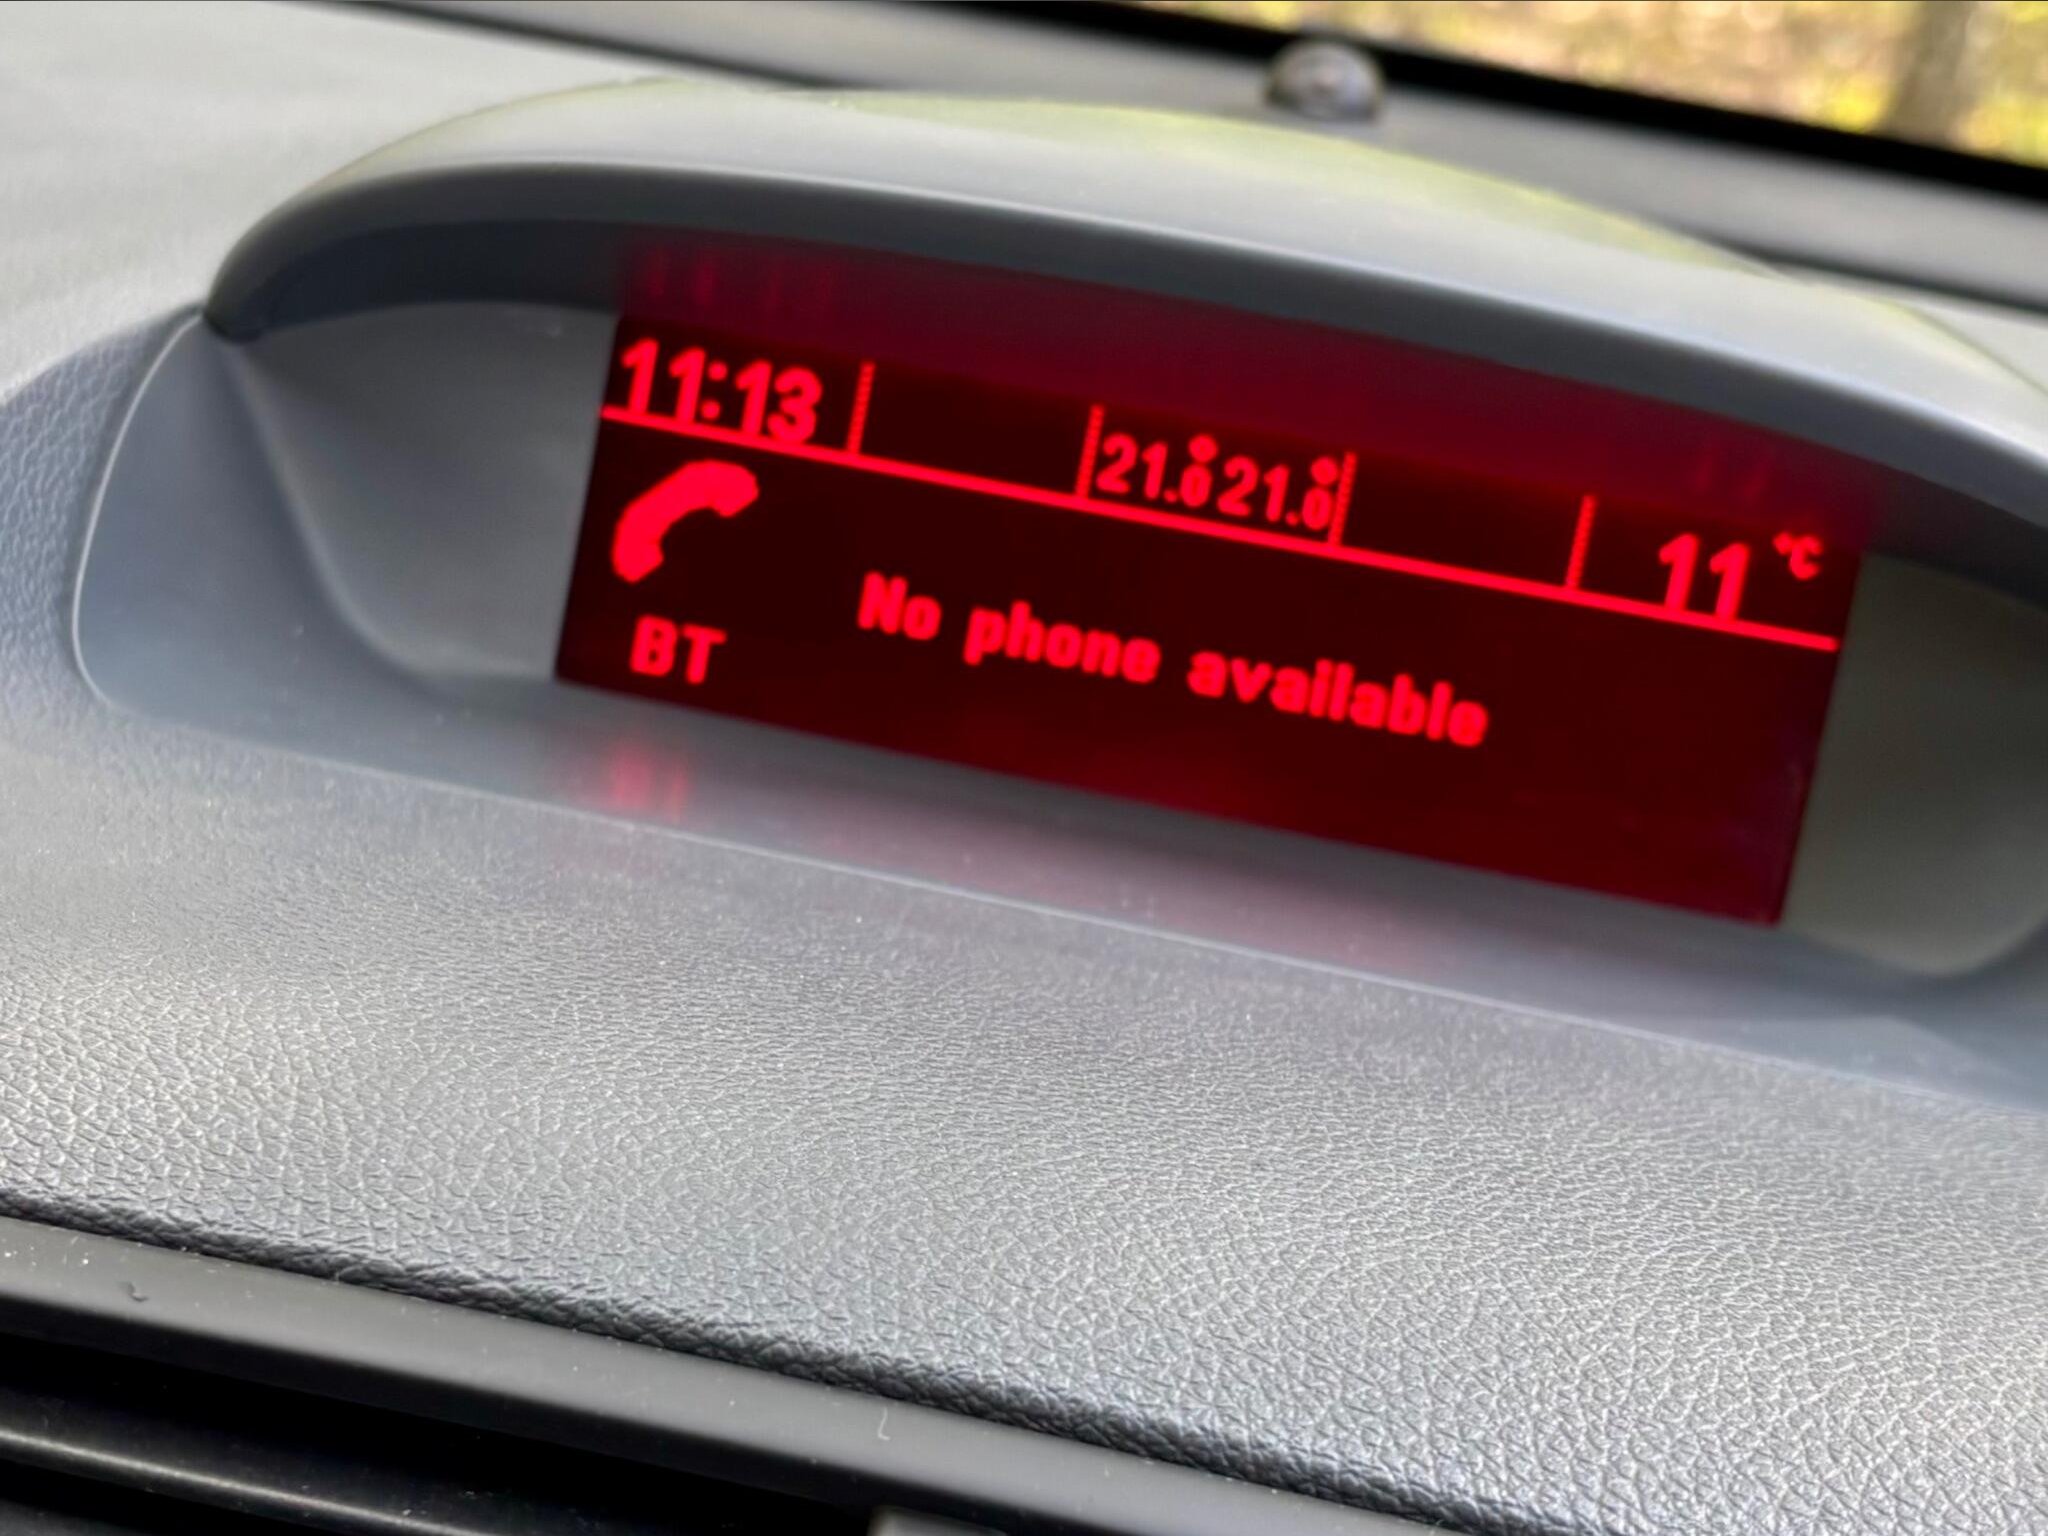 11:13 21.0° 21.0° 11 °C
No phone available
BT